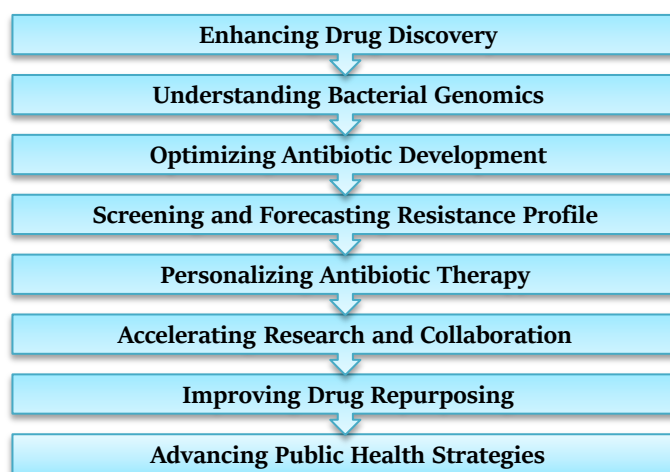 Enhancing Drug Discovery
Understanding Bacterial Genomics
Optimizing Antibiotic Development
Screening and Forecasting Resistance Profile
Personalizing Antibiotic Therapy
Accelerating Research and Collaboration
Improving Drug Repurposing
Advancing Public Health Strategies